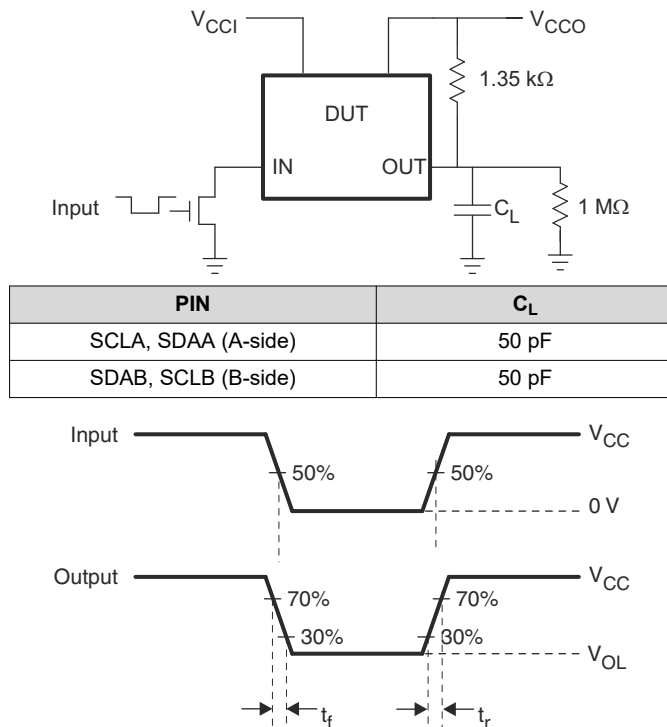 V_CCI V_CCO
1.35 kΩ
DUT
IN OUT
Input C_L 1 MΩ
PIN C_L
SCLA, SDAA (A-side) 50 pF
SDAB, SCLB (B-side) 50 pF
Input V_CC
50% 50%
0 V
Output V_CC
70% 70%
30% 30%
V_OL
t_f t_r